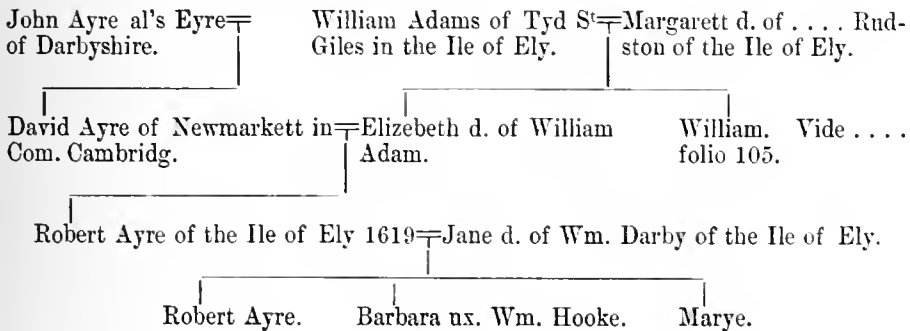 John Ayre al's Eyre
of Darbyshire.
William Adams of Tyd St
Giles in the Ile of Ely.
Margarett d. of .... Rud-
ston of the Ile of Ely.
David Ayre of Newmarkett in
Com. Cambridg.
Elizebeth d. of William
Adam.
William. Vide ....
folio 105.
Robert Ayre of the Ile of Ely 1619
Jane d. of Wm. Darby of the Ile of Ely.
Robert Ayre.
Barbara ux. Wm. Hooke.
Marye.